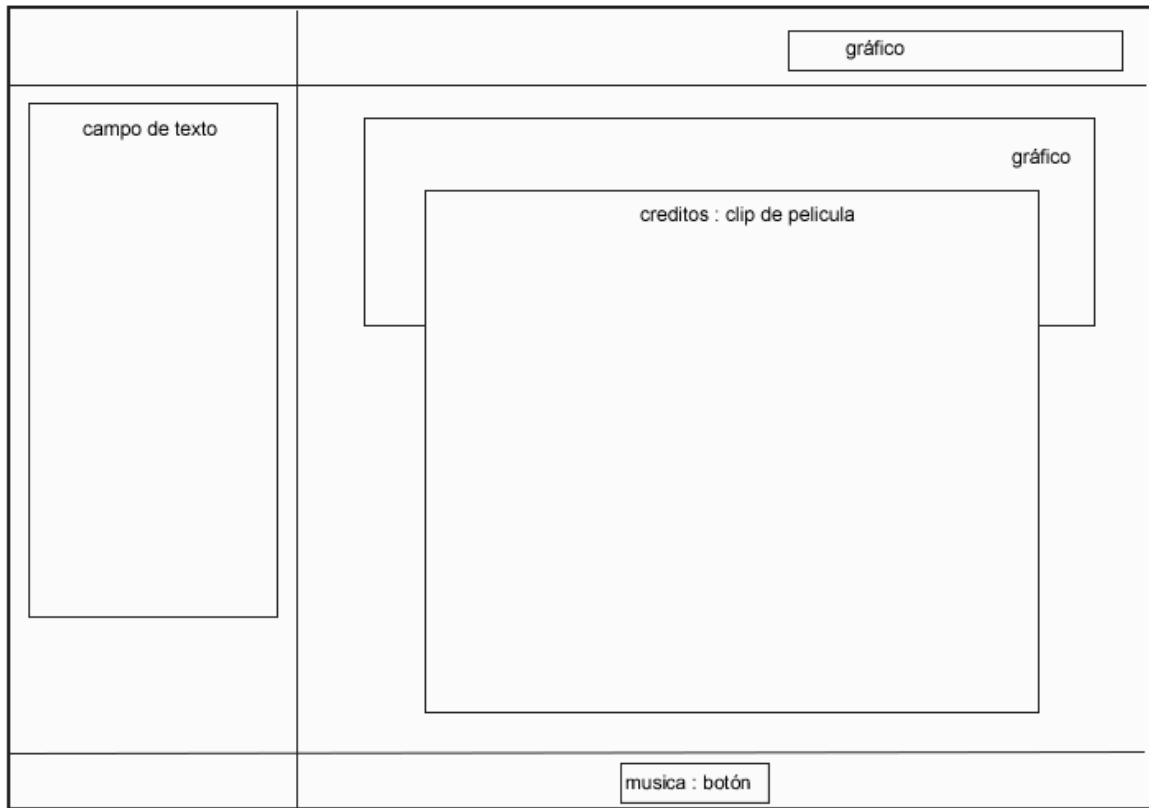 gráfico
campo de texto
gráfico
creditos : clip de pelicula
musica : botón